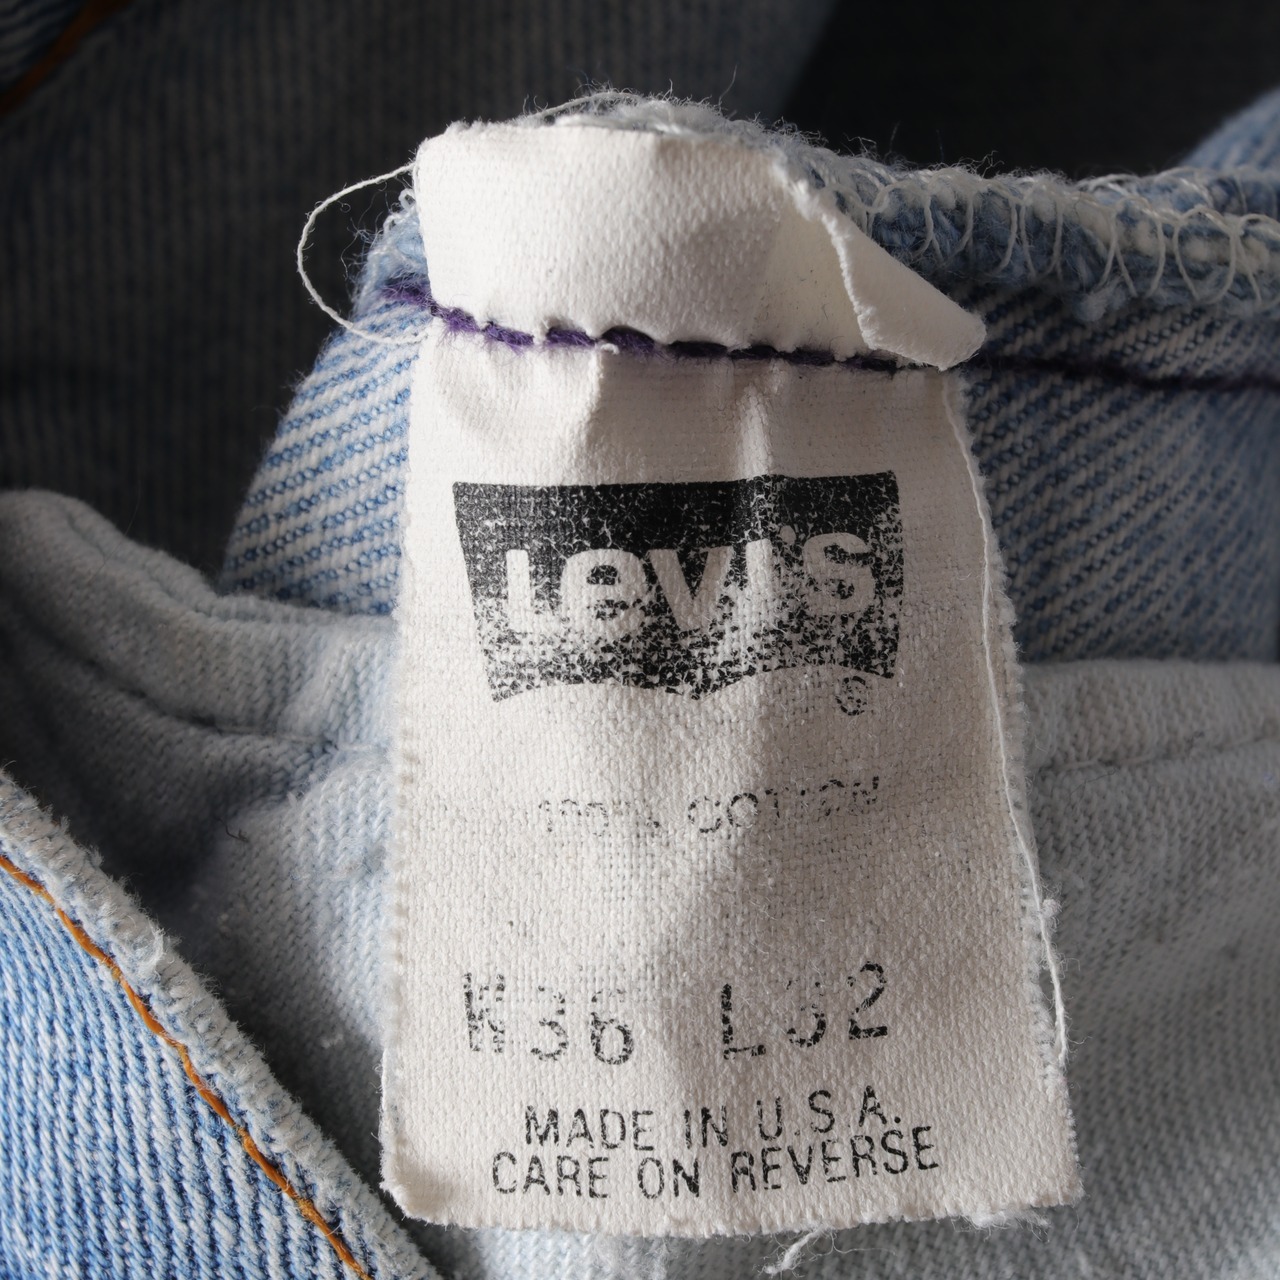 Levi's
®
100% COTTON
W36 L32
MADE IN U.S.A.
CARE ON REVERSE